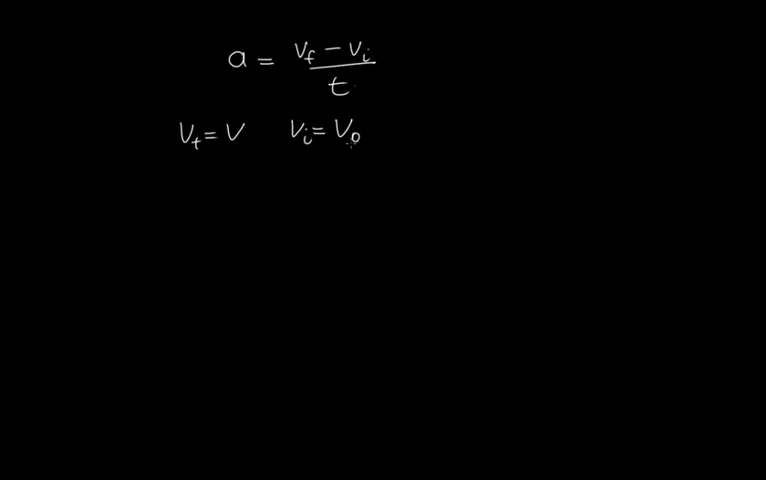 a = (v_f - v_i) / t
V_f = V    V_i = V_0